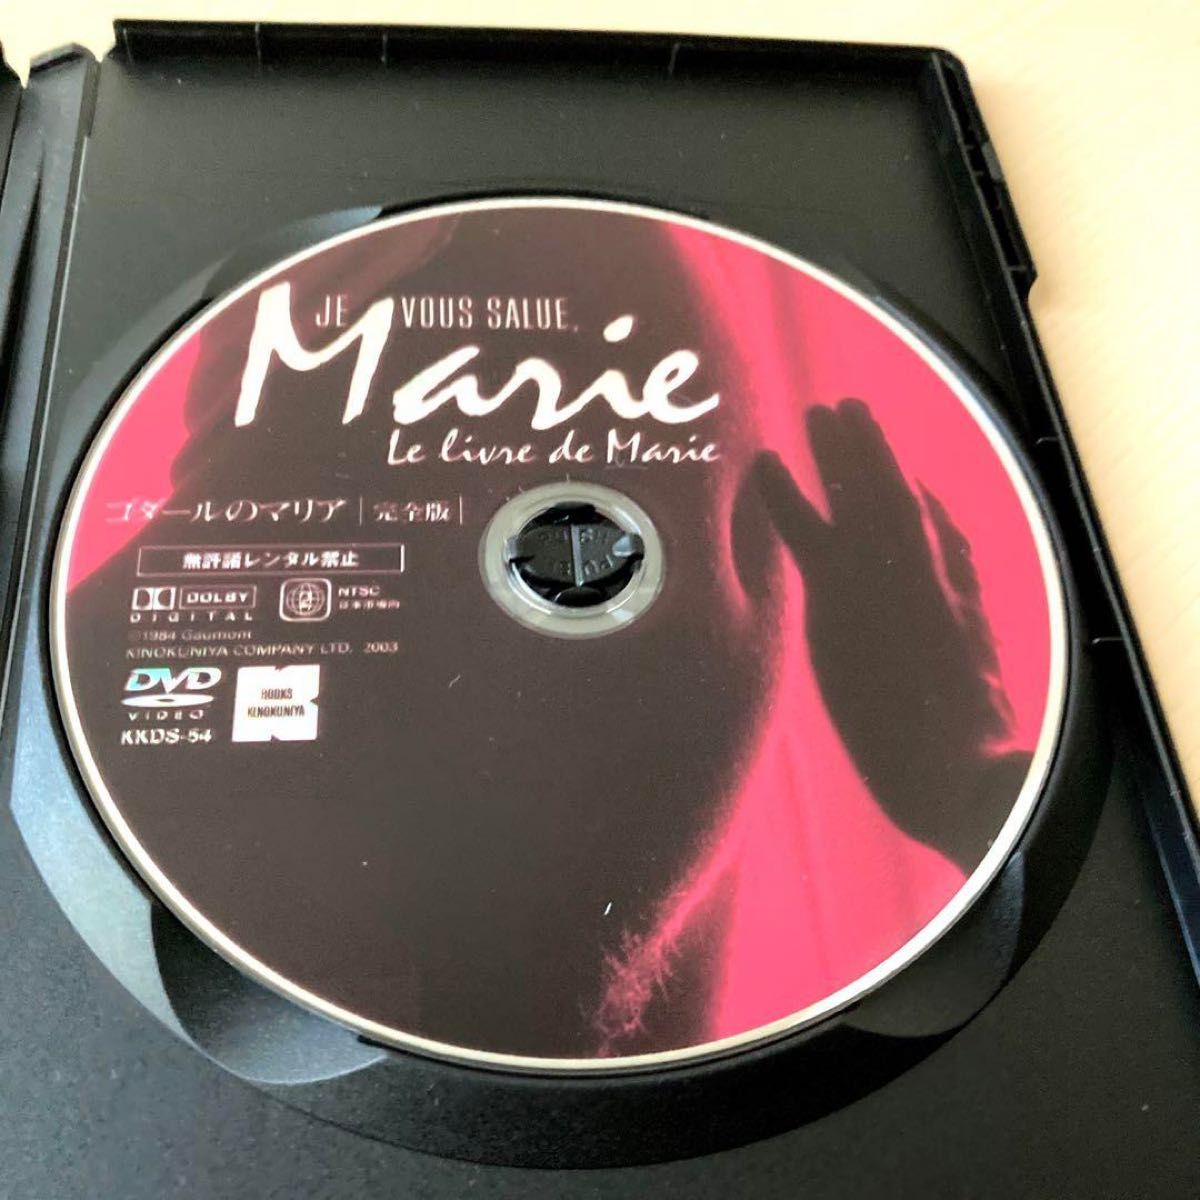 JE VOUS SALUE,
Marie
Le livre de Marie
ゴダールのマリア|完全版|
無許諾レンタル禁止
DOLBY
DIGITAL
2
NTSC
日本市場向
©1984 Gaumont
KINOKUNIYA COMPANY LTD. 2003
DVD
VIDEO
BOOKS
KINOKUNIYA
KKDS-54